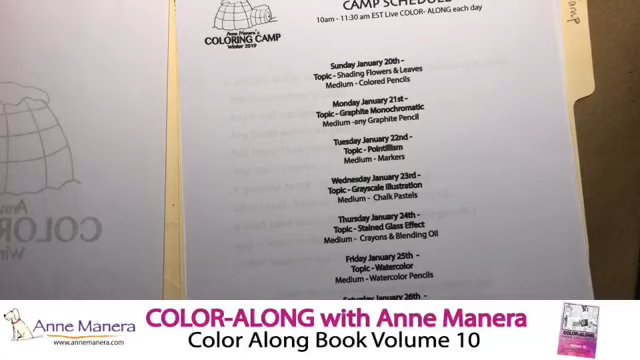 CAMP SCHEDULE
10am - 11:30 am EST Live COLOR- ALONG each day
Anne Manera's
COLORING CAMP
Winter 2019
Sunday January 20th -
Topic - Shading Flowers & Leaves
Medium - Colored Pencils
Monday January 21st -
Topic - Graphite Monochromatic
Medium -any Graphite Pencil
Tuesday January 22nd -
Topic - Pointillism
Medium - Markers
Wednesday January 23rd -
Topic - Grayscale Illustration
Medium - Chalk Pastels
Thursday January 24th -
Topic - Stained Glass Effect
Medium - Crayons & Blending Oil
Friday January 25th -
Topic - Watercolor
Medium - Watercolor Pencils
Saturday January 26th -
Anne Manera
www.annemanera.com
COLOR-ALONG with Anne Manera
Color Along Book Volume 10